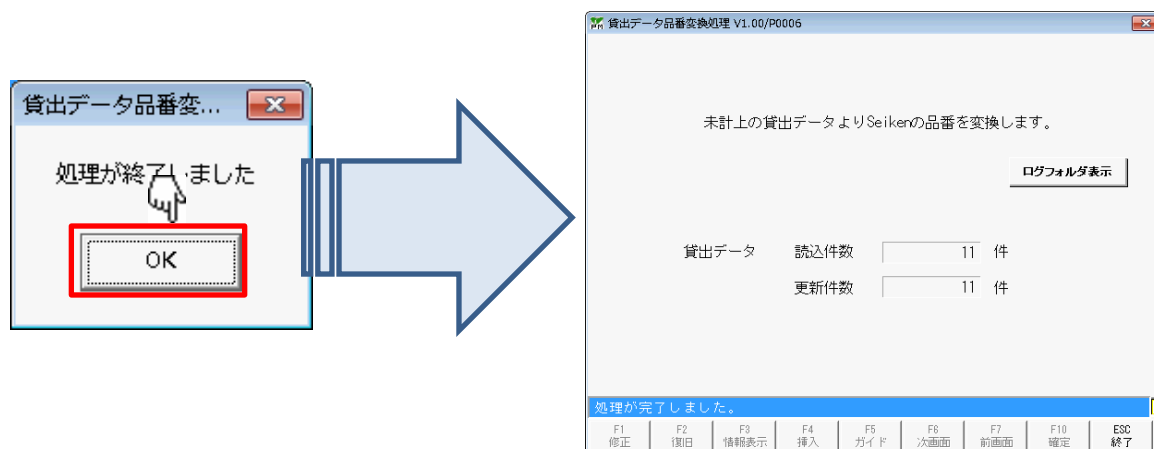 貸出データ品番変...
処理が終了しました
OK
貸出データ品番変換処理 V1.00/P0006
未計上の貸出データよりSeikenの品番を変換します。
ログフォルダ表示
貸出データ 読込件数 11 件
更新件数 11 件
処理が完了しました。
F1 F2 F3 F4 F5 F6 F7 F10 ESC
修正 復旧 情報表示 挿入 ガイド 次画面 前画面 確定 終了